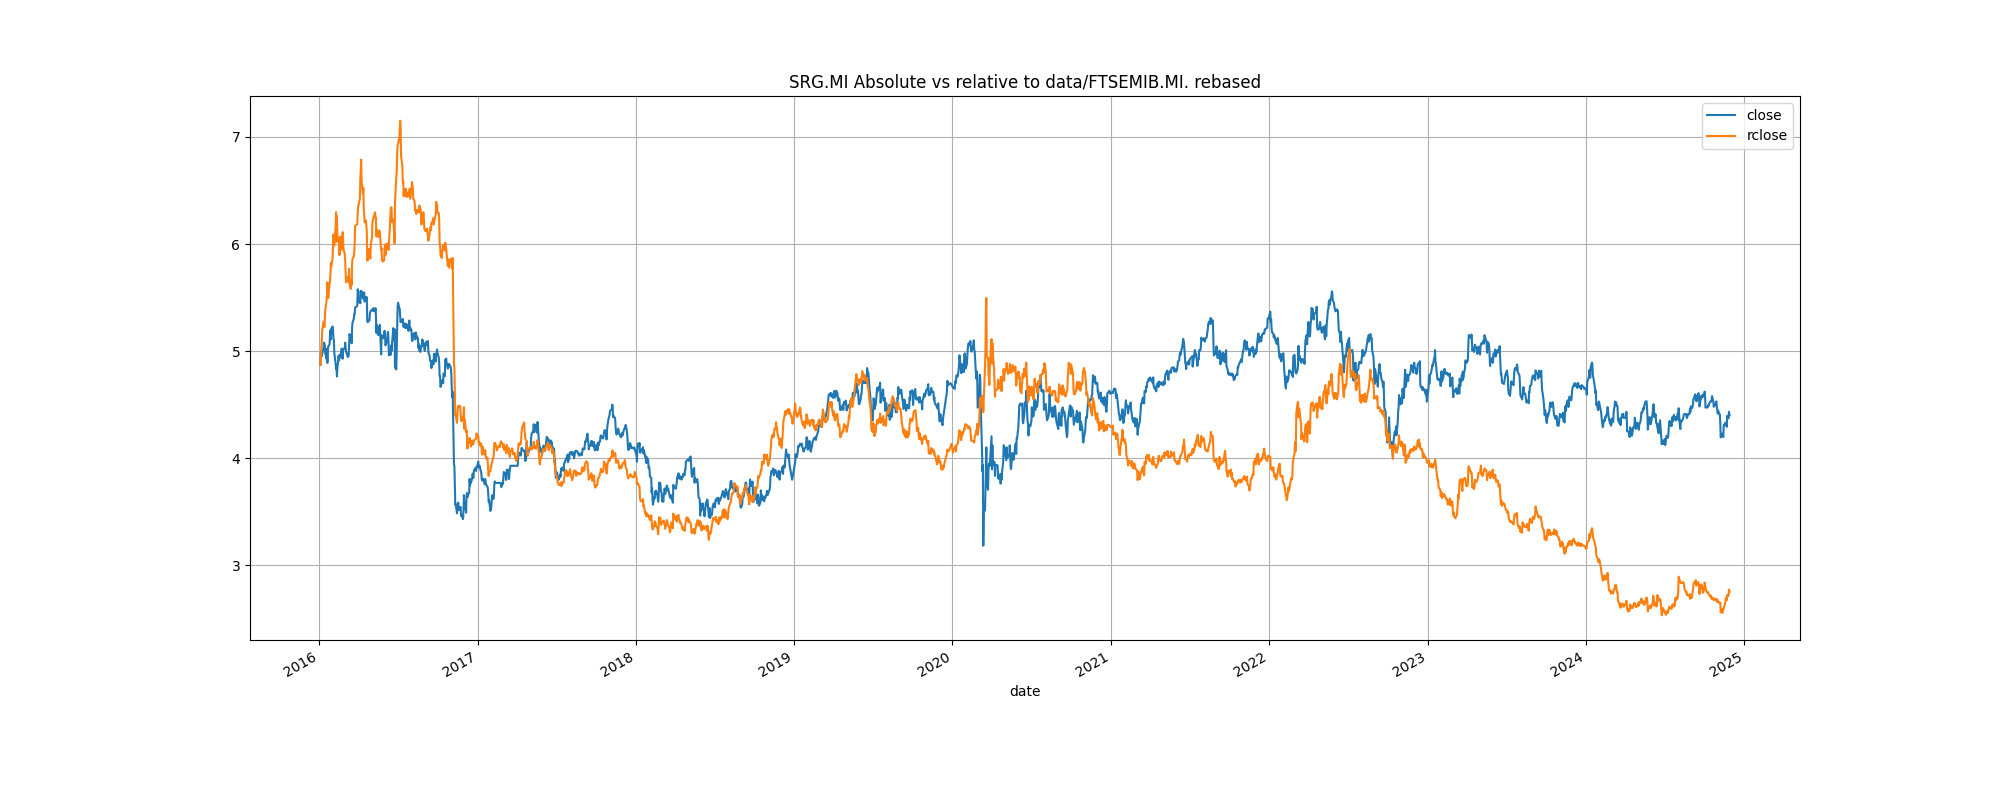 SRG.MI Absolute vs relative to data/FTSEMIB.MI. rebased
close
rclose
7
6
5
4
3
2016 2017 2018 2019 2020 2021 2022 2023 2024 2025
date